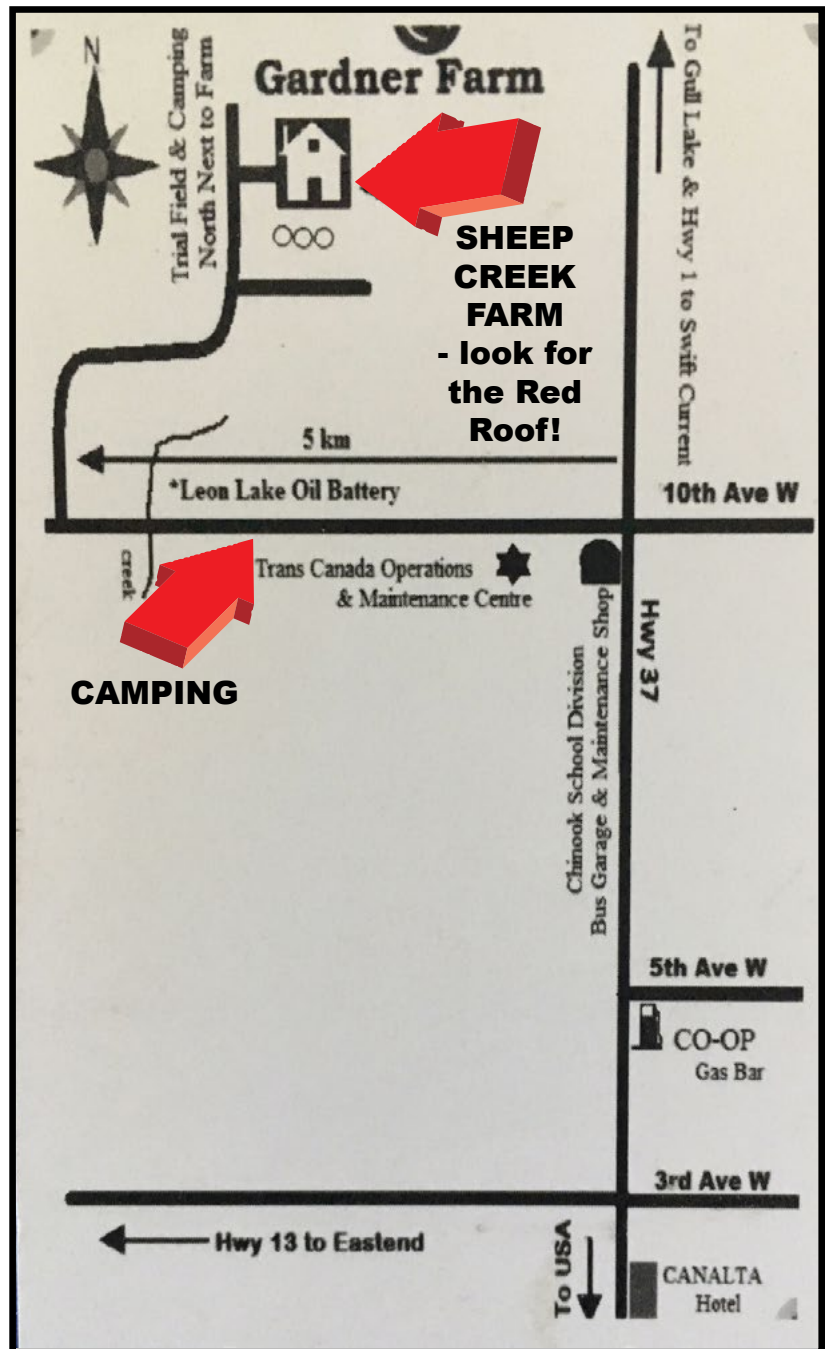 N
Trial Field & Camping
North Next to Farm
Gardner Farm
To Gull Lake & Hwy 1 to Swift Current
SHEEP
CREEK
FARM
- look for
the Red
Roof!
5 km
*Leon Lake Oil Battery
10th Ave W
creek
Trans Canada Operations
& Maintenance Centre
CAMPING
Chinook School Division
Bus Garage & Maintenance Shop
Hwy 37
5th Ave W
CO-OP
Gas Bar
3rd Ave W
Hwy 13 to Eastend
To USA
CANALTA
Hotel